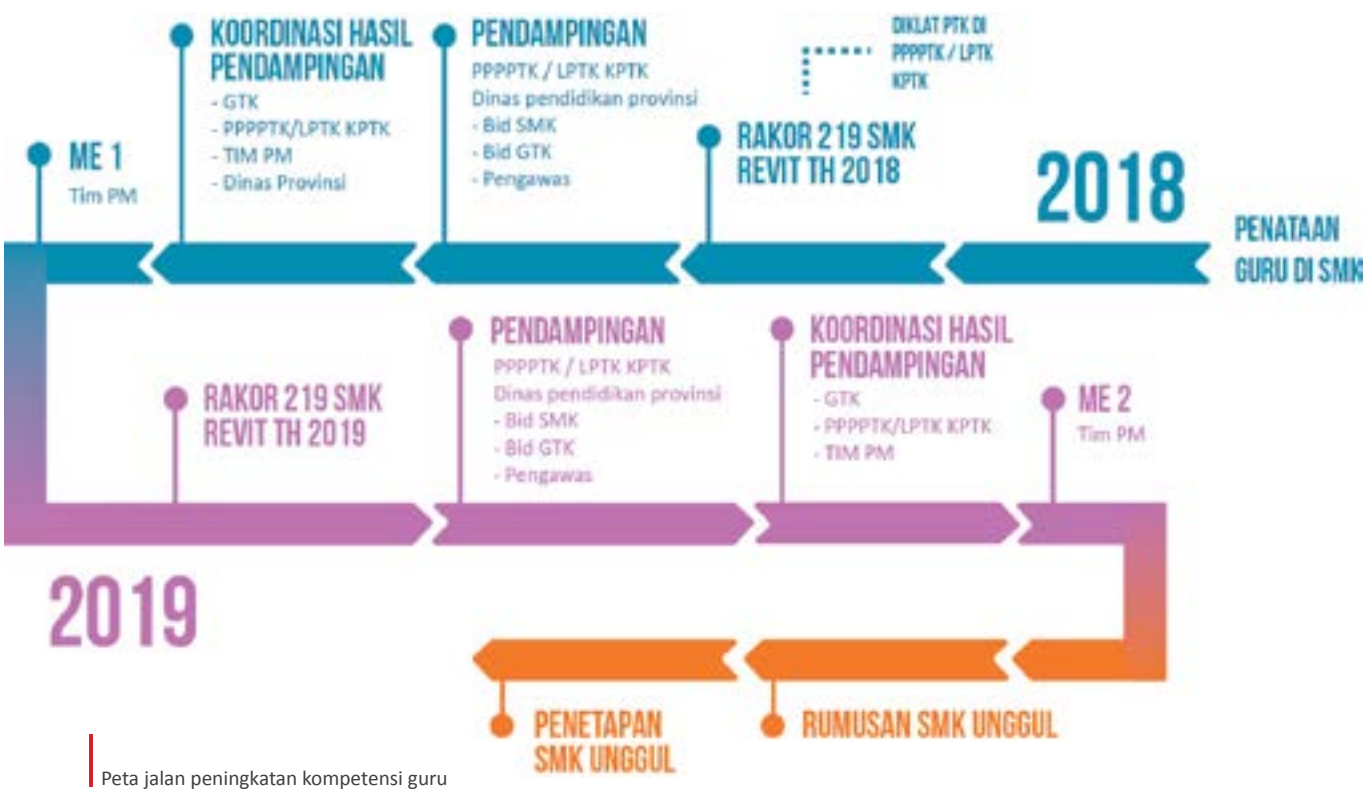 2018
PENATAAN
GURU DI SMK
DIKLAT PTK DI
PPPPTK / LPTK
KPTK
RAKOR 219 SMK
REVIT TH 2018
PENDAMPINGAN
PPPPTK / LPTK KPTK
Dinas pendidikan provinsi
- Bid SMK
- Bid GTK
- Pengawas
KOORDINASI HASIL
PENDAMPINGAN
- GTK
- PPPPTK/LPTK KPTK
- TIM PM
- Dinas Provinsi
ME 1
Tim PM
2019
RAKOR 219 SMK
REVIT TH 2019
PENDAMPINGAN
PPPPTK / LPTK KPTK
Dinas pendidikan provinsi
- Bid SMK
- Bid GTK
- Pengawas
KOORDINASI HASIL
PENDAMPINGAN
- GTK
- PPPPTK/LPTK KPTK
- TIM PM
ME 2
Tim PM
RUMUSAN SMK UNGGUL
PENETAPAN
SMK UNGGUL
Peta jalan peningkatan kompetensi guru